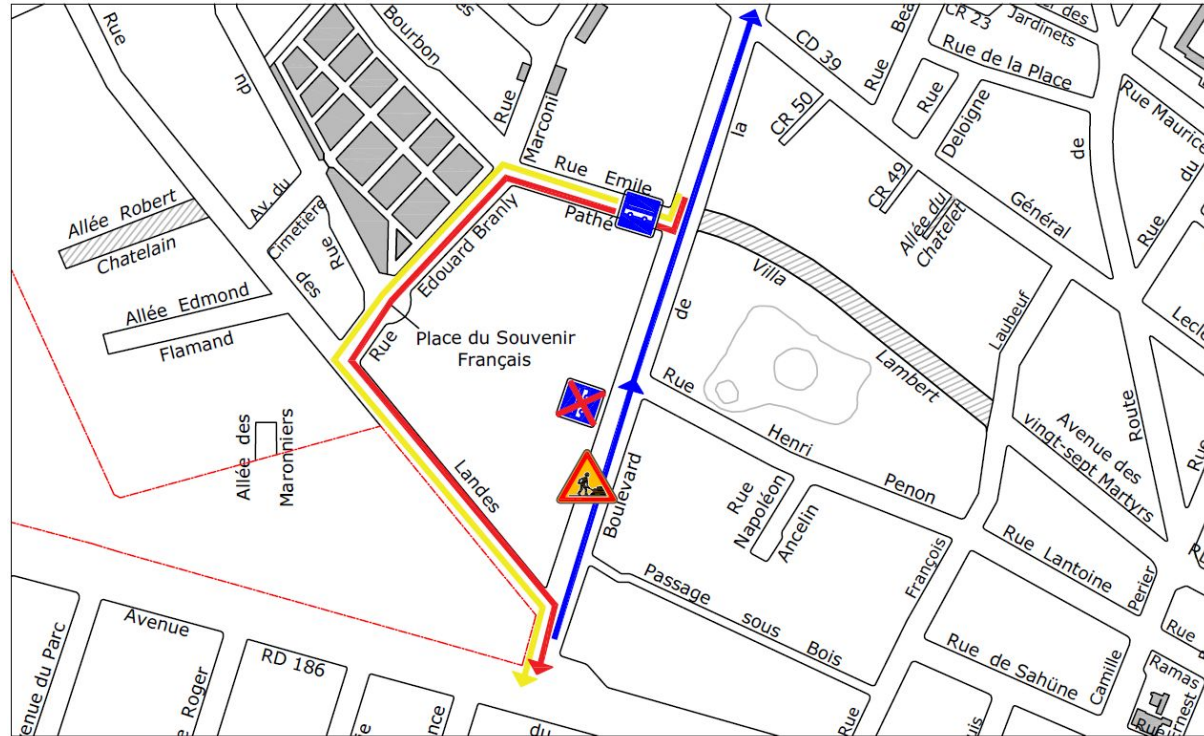 Rue
du
Bourbon
Rue
Marconi
CD 39
Rue
CR 23
Jardinets
Rue de la Place
Rue
Deloigne
CR 50
la
CR 49
Allée du
Chatelet
Général
de
Rue Maurice
du
Rue
Allée Robert
Chatelain
Av. du
Cimetière
Rue
des
Rue Emile
Pathé
Edouard Branly
Rue
Allée Edmond
Flamand
Place du Souvenir
Français
Villa
Lambert
de
Laubeuf
Route
Rue
Henri
Penon
Avenue des
vingt-sept Martyrs
Allée des
Maronniers
Landes
Boulevard
Rue
Napoléon
Ancelin
François
Rue Lantoine
Perier
Passage sous Bois
Rue de Sahüne
Camille
Rue
Ramas
Ernest
Rue
Avenue
RD 186
Roger
du
Rue